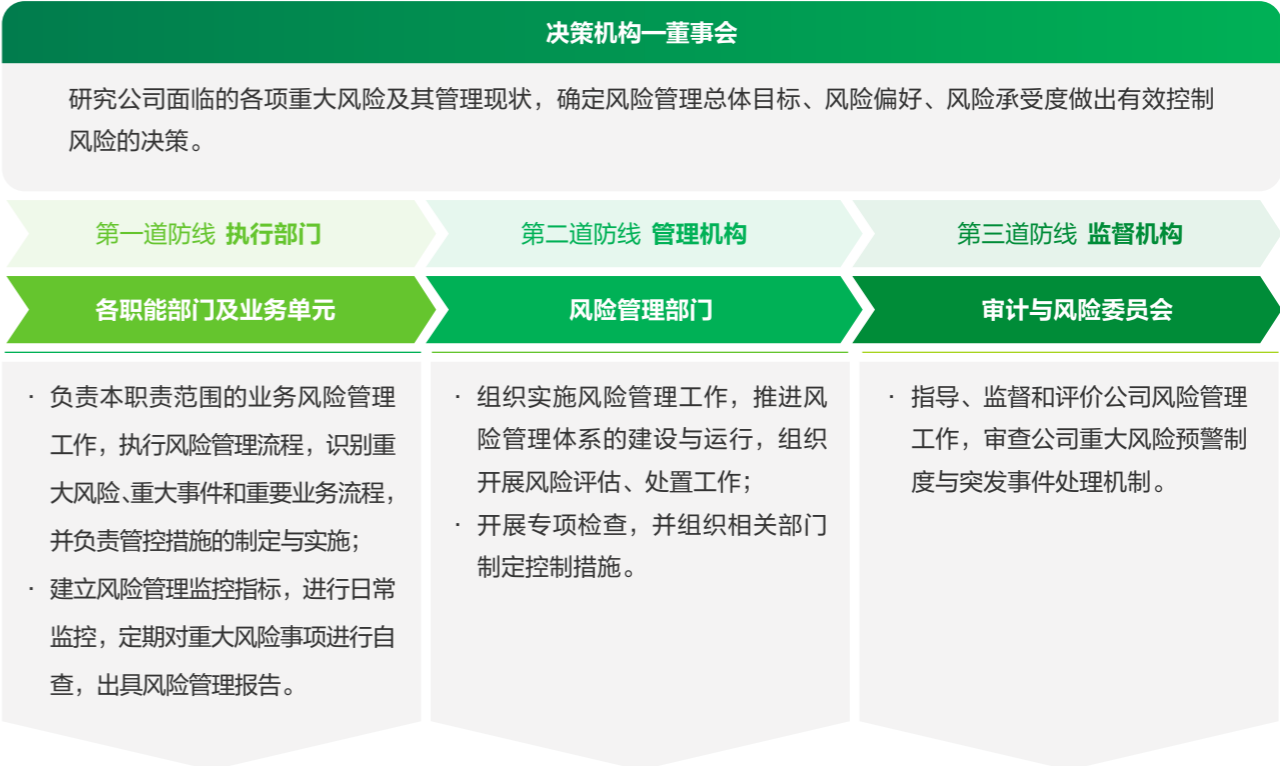 决策机构—董事会
研究公司面临的各项重大风险及其管理现状，确定风险管理总体目标、风险偏好、风险承受度做出有效控制
风险的决策。
第一道防线 执行部门
第二道防线 管理机构
第三道防线 监督机构
各职能部门及业务单元
风险管理部门
审计与风险委员会
· 负责本职责范围的业务风险管理
工作，执行风险管理流程，识别重
大风险、重大事件和重要业务流程，
并负责管控措施的制定与实施；
· 建立风险管理监控指标，进行日常
监控，定期对重大风险事项进行自
查，出具风险管理报告。
· 组织实施风险管理工作，推进风
险管理体系的建设与运行，组织
开展风险评估、处置工作；
· 开展专项检查，并组织相关部门
制定控制措施。
· 指导、监督和评价公司风险管理
工作，审查公司重大风险预警制
度与突发事件处理机制。